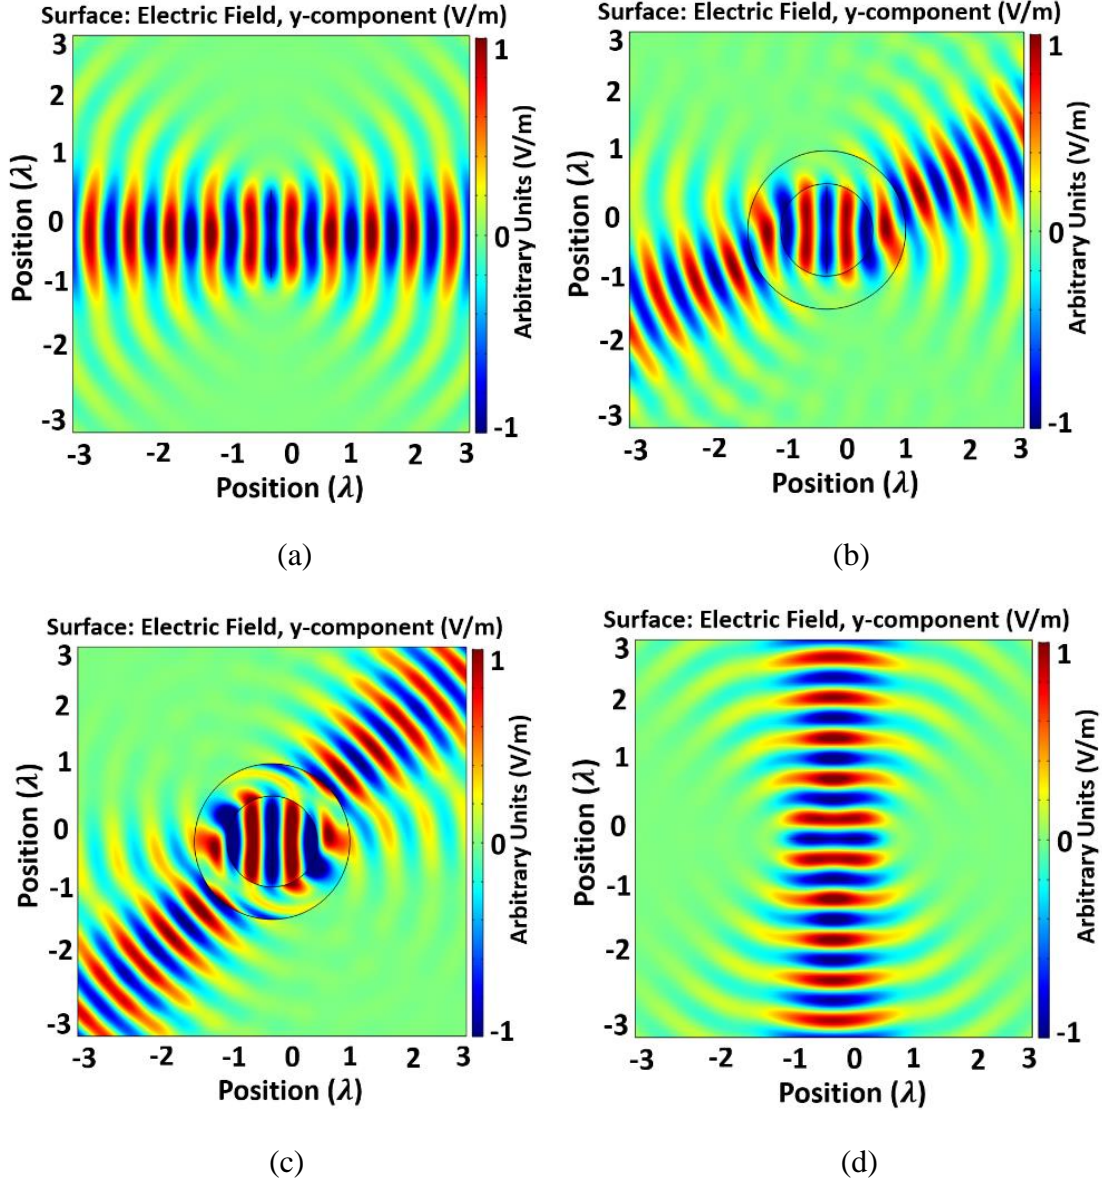 Surface: Electric Field, y-component (V/m)
3
2
1
0
-1
-2
-3
Position (λ)
-3 -2 -1 0 1 2 3
Position (λ)
1
0
-1
Arbitrary Units (V/m)
(a)
Surface: Electric Field, y-component (V/m)
3
2
1
0
-1
-2
-3
Position (λ)
-3 -2 -1 0 1 2 3
Position (λ)
1
0
-1
Arbitrary Units (V/m)
(b)
Surface: Electric Field, y-component (V/m)
3
2
1
0
-1
-2
-3
Position (λ)
-3 -2 -1 0 1 2 3
Position (λ)
1
0
-1
Arbitrary Units (V/m)
(c)
Surface: Electric Field, y-component (V/m)
3
2
1
0
-1
-2
-3
Position (λ)
-3 -2 -1 0 1 2 3
Position (λ)
1
0
-1
Arbitrary Units (V/m)
(d)